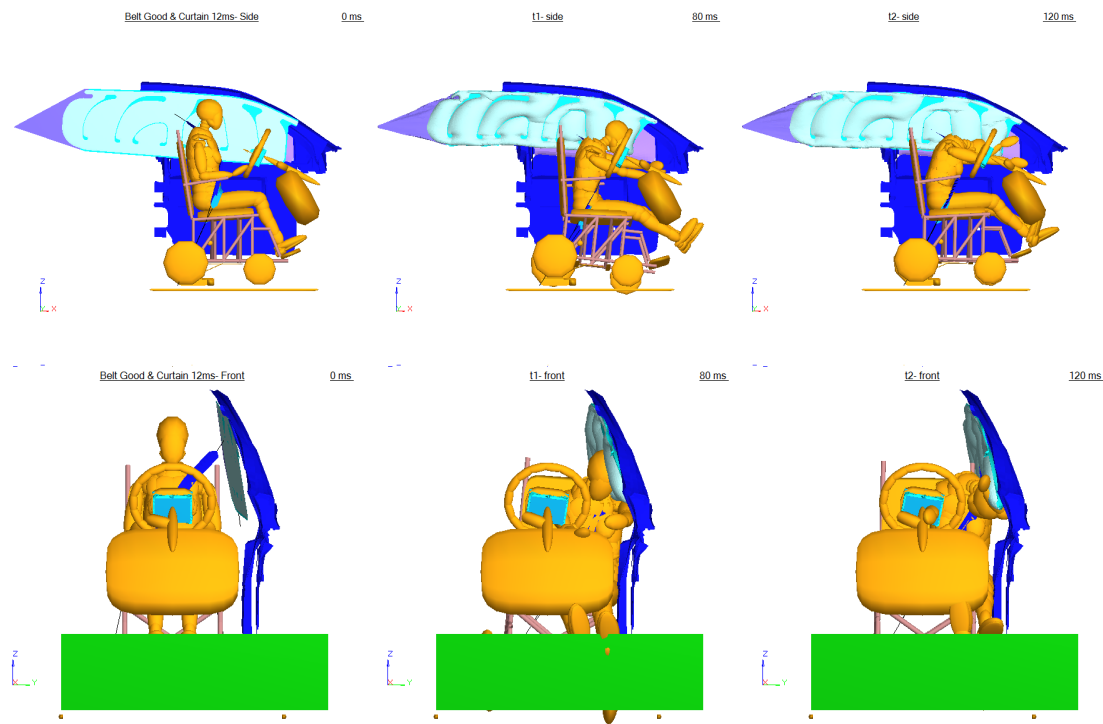 Belt Good & Curtain 12ms- Side 0 ms
t1- side 80 ms
t2- side 120 ms
Z
Y X
Z
Y X
Z
Y X
Belt Good & Curtain 12ms- Front 0 ms
t1- front 80 ms
t2- front 120 ms
Z
X Y
Z
X Y
Z
X Y